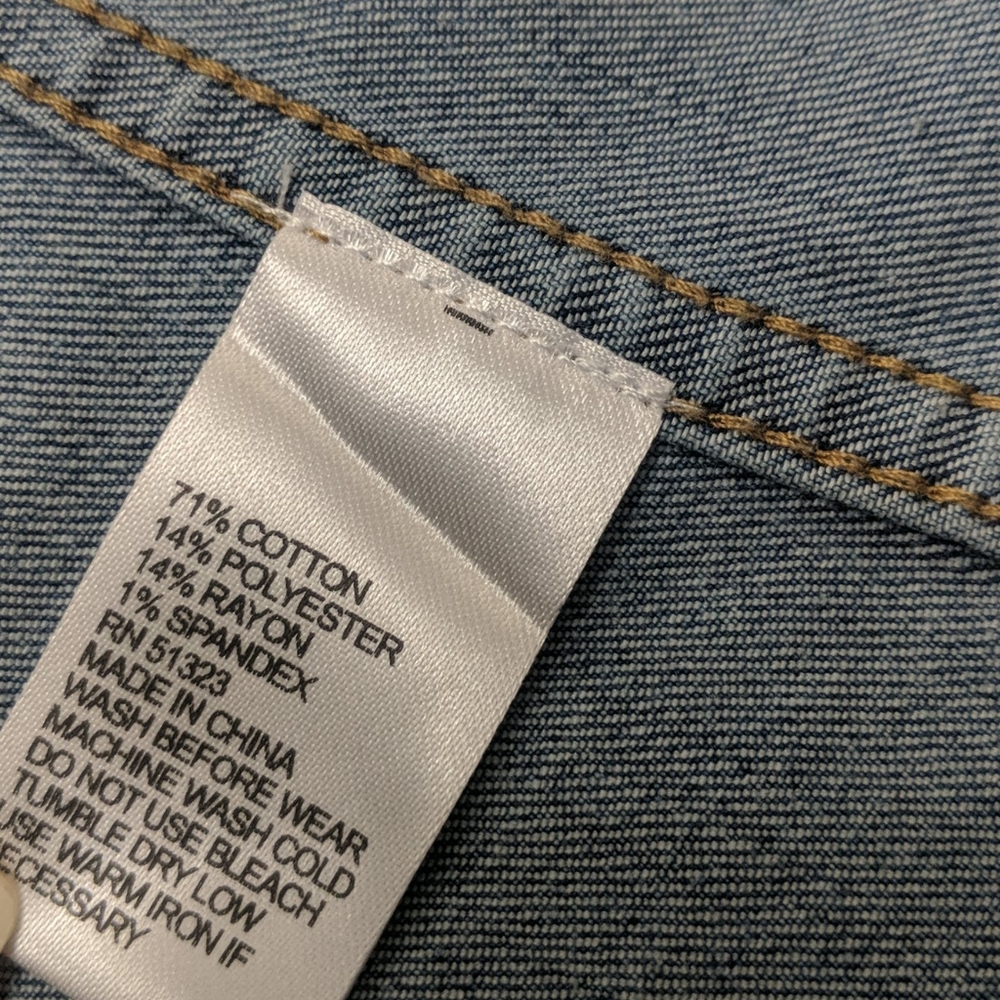 71% COTTON
14% POLYESTER
14% RAYON
1% SPANDEX
RN 51323
MADE IN CHINA
WASH BEFORE WEAR
MACHINE WASH COLD
DO NOT USE BLEACH
TUMBLE DRY LOW
USE WARM IRON IF
ECESSARY